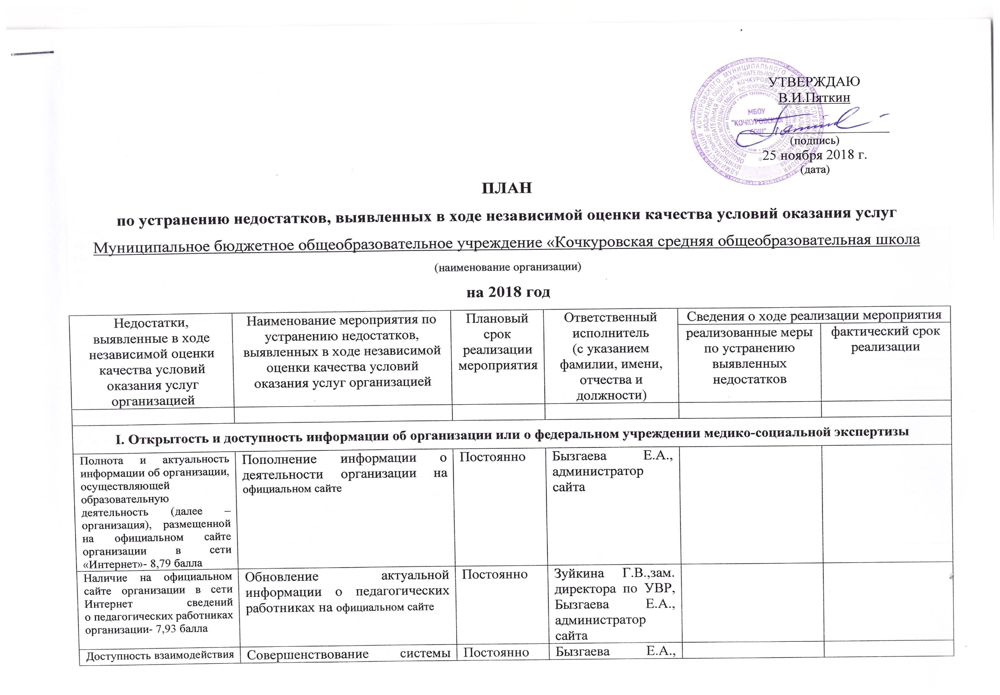 УТВЕРЖДАЮ
В.И.Пяткин
МБОУ
"КОЧКУРОВСКАЯ
СОШ"
(подпись)
25 ноября 2018 г.
(дата)
ПЛАН
по устранению недостатков, выявленных в ходе независимой оценки качества условий оказания услуг
Муниципальное бюджетное общеобразовательное учреждение «Кочкуровская средняя общеобразовательная школа
(наименование организации)
на 2018 год
Недостатки,
выявленные в ходе
независимой оценки
качества условий
оказания услуг
организацией
Наименование мероприятия по
устранению недостатков,
выявленных в ходе независимой
оценки качества условий
оказания услуг организацией
Плановый
срок
реализации
мероприятия
Ответственный
исполнитель
(с указанием
фамилии, имени,
отчества и
должности)
Сведения о ходе реализации мероприятия
реализованные меры
по устранению
выявленных
недостатков
фактический срок
реализации
I. Открытость и доступность информации об организации или о федеральном учреждении медико-социальной экспертизы
Полнота и актуальность
информации об организации,
осуществляющей
образовательную
деятельность (далее –
организация), размещенной
на официальном сайте
организации в сети
«Интернет»- 8,79 балла
Пополнение информации о
деятельности организации на
официальном сайте
Постоянно
Бызгаева Е.А.,
администратор
сайта
Наличие на официальном
сайте организации в сети
Интернет сведений
о педагогических работниках
организации- 7,93 балла
Обновление актуальной
информации о педагогических
работниках на официальном сайте
Постоянно
Зуйкина Г.В.,зам.
директора по УВР,
Бызгаева Е.А.,
администратор
сайта
Доступность взаимодействия
Совершенствование системы
Постоянно
Бызгаева Е.А.,